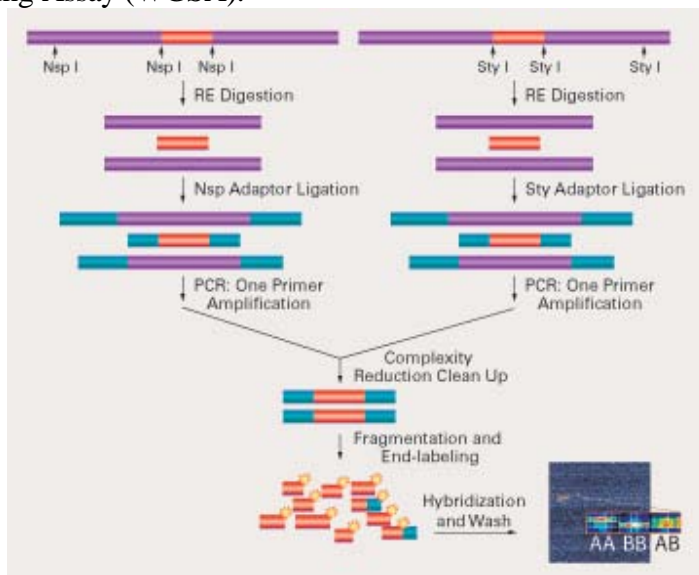 Nsp I Nsp I Nsp I Sty I Sty I Sty I
RE Digestion RE Digestion
Nsp Adaptor Ligation Sty Adaptor Ligation
PCR: One Primer
Amplification
PCR: One Primer
Amplification
Complexity
Reduction Clean Up
Fragmentation and
End-labeling
Hybridization
and Wash
AA BB AB